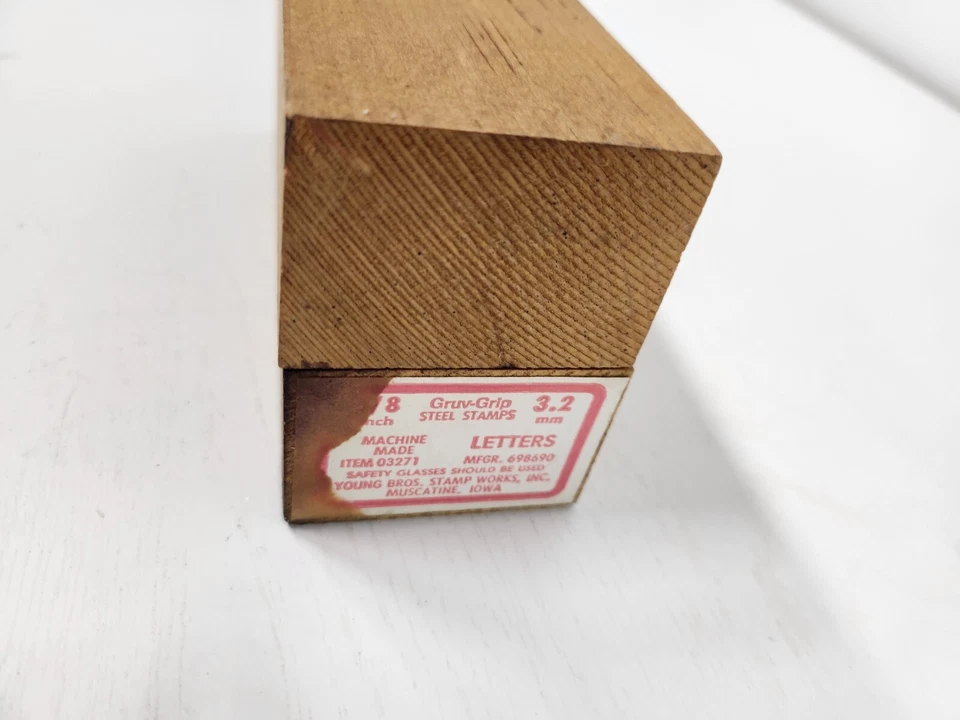 /8 Gruv-Grip 3.2
nch STEEL STAMPS mm
MACHINE LETTERS
MADE
ITEM 03271 MFGR. 698690
SAFETY GLASSES SHOULD BE USED
YOUNG BROS. STAMP WORKS, INC.
MUSCATINE, IOWA